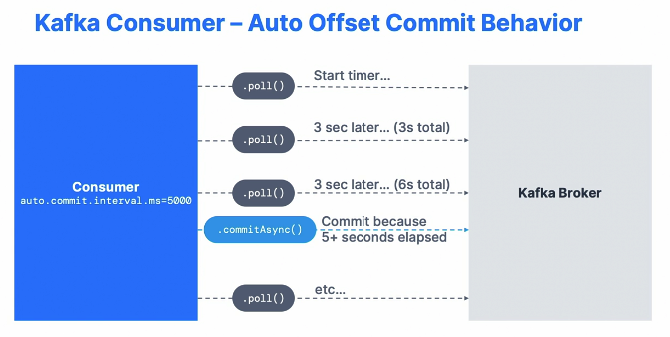 Kafka Consumer – Auto Offset Commit Behavior
.poll()
Start timer...
.poll()
3 sec later... (3s total)
.poll()
3 sec later... (6s total)
Consumer
auto.commit.interval.ms=5000
Kafka Broker
.commitAsync()
Commit because
5+ seconds elapsed
.poll()
etc...